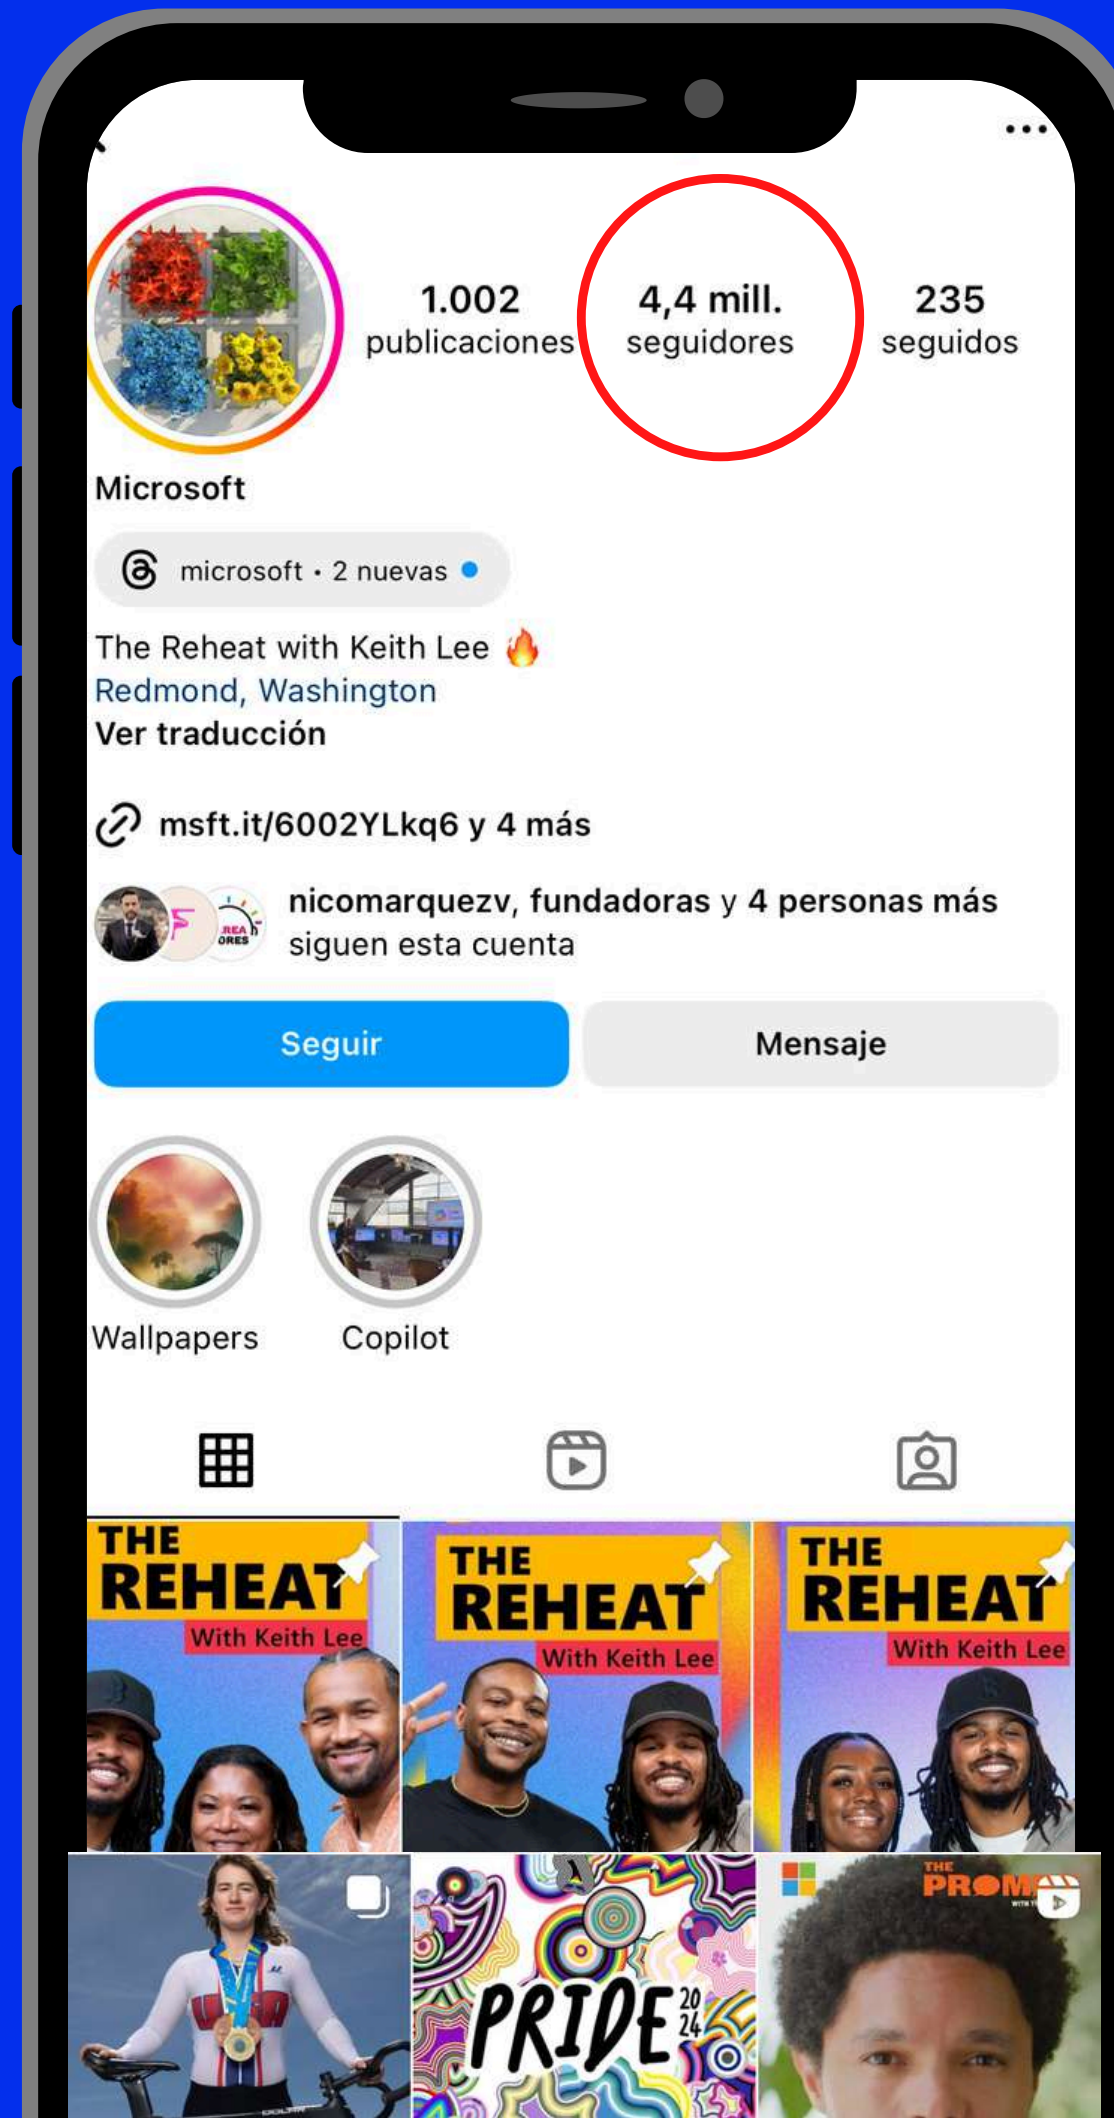 1.002
publicaciones
4,4 mill.
seguidores
235
seguidos
Microsoft
microsoft • 2 nuevas
The Reheat with Keith Lee 🔥
Redmond, Washington
Ver traducción
msft.it/6002YLkq6 y 4 más
nicomarquezv, fundadoras y 4 personas más
siguen esta cuenta
Seguir
Mensaje
Wallpapers
Copilot
THE
REHEAT
With Keith Lee
THE
REHEAT
With Keith Lee
THE
REHEAT
With Keith Lee
USA
PRIDE
20
24
THE